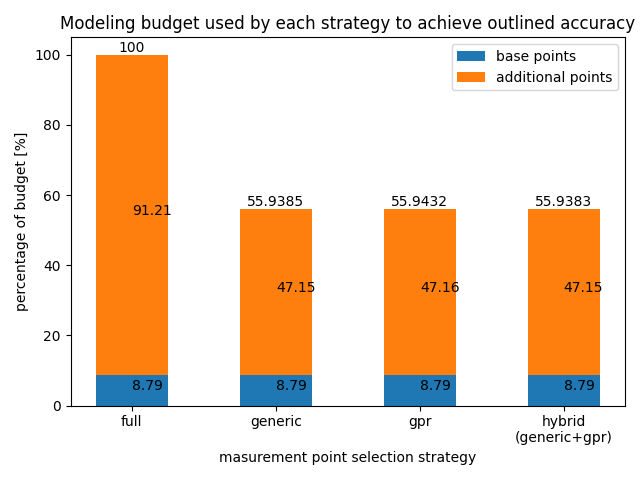 Modeling budget used by each strategy to achieve outlined accuracy
percentage of budget [%]
100
80
60
40
20
0
base points
additional points
100
91.21
8.79
55.9385
47.15
8.79
55.9432
47.16
8.79
55.9383
47.15
8.79
full
generic
gpr
hybrid
(generic+gpr)
masurement point selection strategy